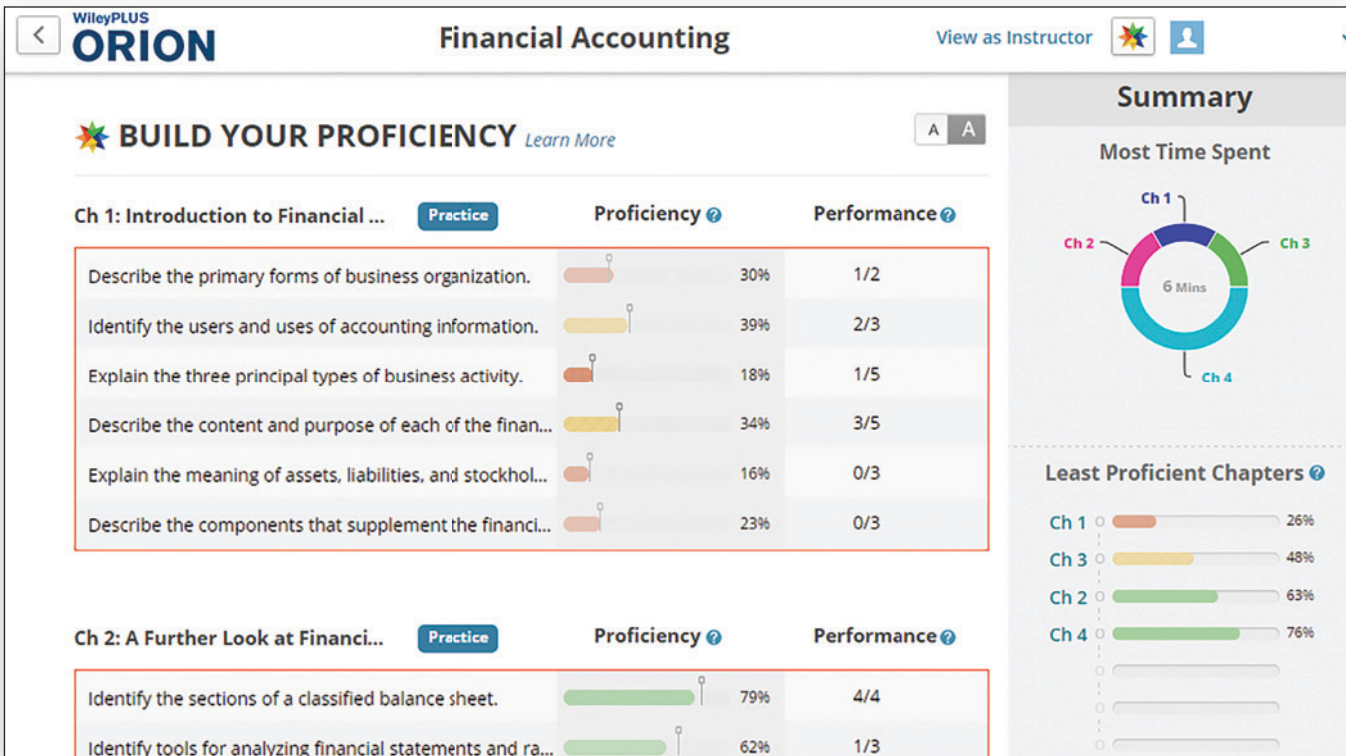 WileyPLUS
ORION
Financial Accounting
View as Instructor
BUILD YOUR PROFICIENCY Learn More
A A
Ch 1: Introduction to Financial ... Practice Proficiency ? Performance ?
Describe the primary forms of business organization. 30% 1/2
Identify the users and uses of accounting information. 39% 2/3
Explain the three principal types of business activity. 18% 1/5
Describe the content and purpose of each of the finan... 34% 3/5
Explain the meaning of assets, liabilities, and stockhol... 16% 0/3
Describe the components that supplement the financi... 23% 0/3
Ch 2: A Further Look at Financi... Practice Proficiency ? Performance ?
Identify the sections of a classified balance sheet. 79% 4/4
Identify tools for analyzing financial statements and ra... 62% 1/3
Summary
Most Time Spent
Ch 1
Ch 2
Ch 3
6 Mins
Ch 4
Least Proficient Chapters ?
Ch 1 26%
Ch 3 48%
Ch 2 63%
Ch 4 76%